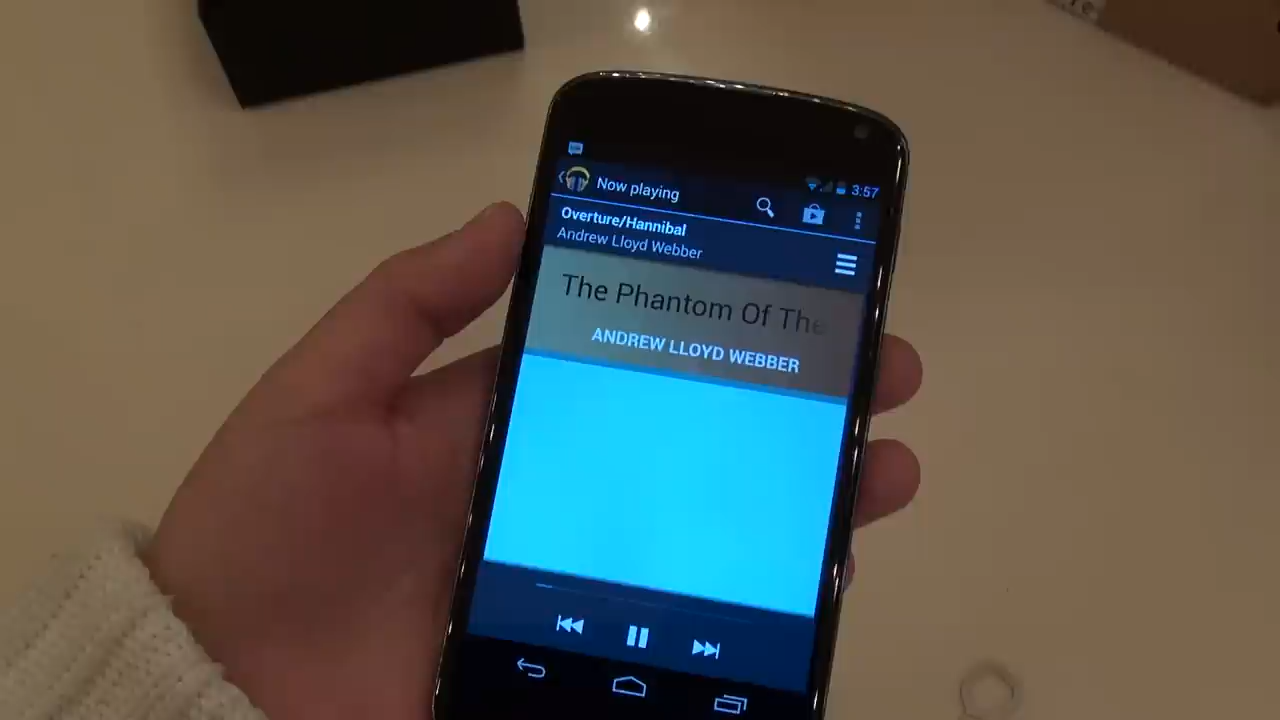 3:57
Now playing
Overture/Hannibal
Andrew Lloyd Webber
The Phantom Of The
ANDREW LLOYD WEBBER